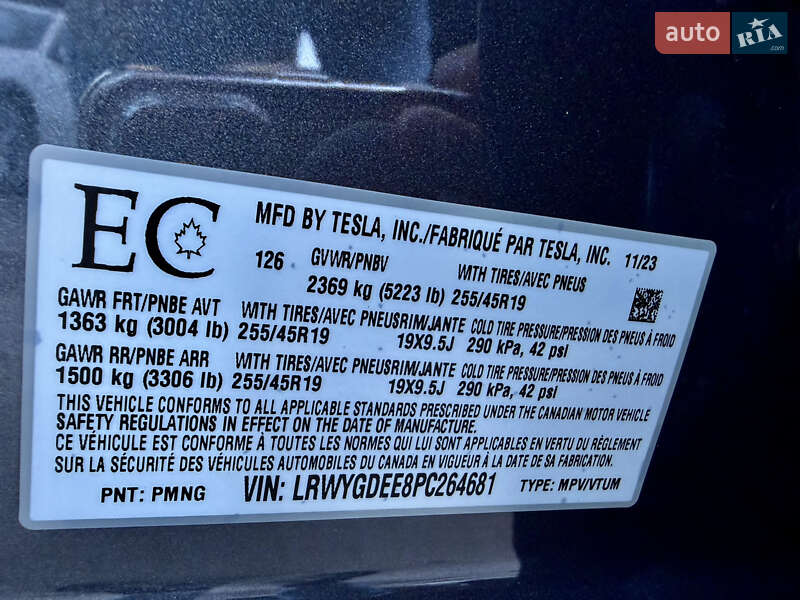 auto RIA .com
EC
MFD BY TESLA, INC./FABRIQUÉ PAR TESLA, INC. 11/23
126 GVWR/PNBV WITH TIRES/AVEC PNEUS
2369 kg (5223 lb) 255/45R19
GAWR FRT/PNBE AVT WITH TIRES/AVEC PNEUS RIM/JANTE COLD TIRE PRESSURE/PRESSION DES PNEUS À FROID
1363 kg (3004 lb) 255/45R19 19X9.5J 290 kPa, 42 psi
GAWR RR/PNBE ARR WITH TIRES/AVEC PNEUS RIM/JANTE COLD TIRE PRESSURE/PRESSION DES PNEUS À FROID
1500 kg (3306 lb) 255/45R19 19X9.5J 290 kPa, 42 psi
THIS VEHICLE CONFORMS TO ALL APPLICABLE STANDARDS PRESCRIBED UNDER THE CANADIAN MOTOR VEHICLE
SAFETY REGULATIONS IN EFFECT ON THE DATE OF MANUFACTURE.
CE VÉHICULE EST CONFORME À TOUTES LES NORMES QUI LUI SONT APPLICABLES EN VERTU DU RÈGLEMENT
SUR LA SÉCURITÉ DES VÉHICULES AUTOMOBILES DU CANADA EN VIGUEUR À LA DATE DE SA FABRICATION.
PNT: PMNG VIN: LRWYGDEE8PC264681 TYPE: MPV/VTUM